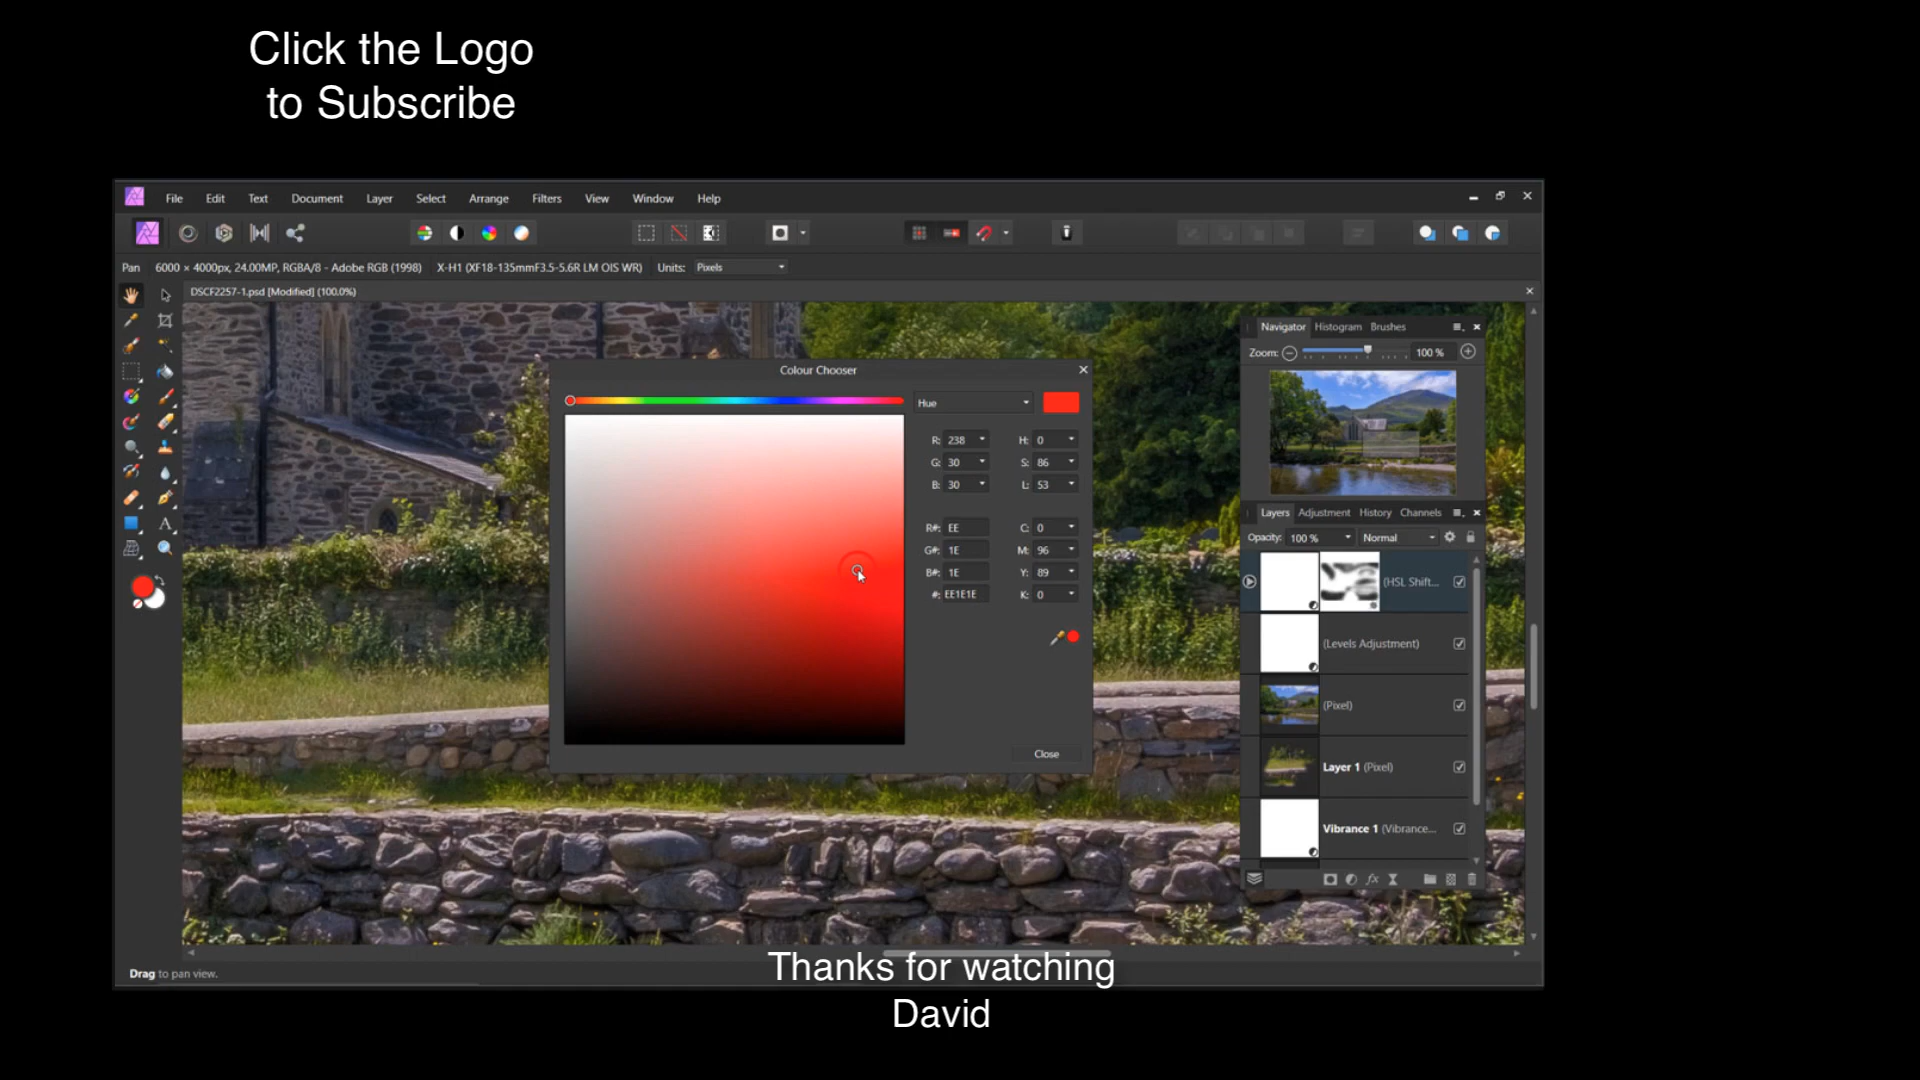 Click the Logo
to Subscribe
File Edit Text Document Layer Select Arrange Filters View Window Help
Pan 6000 × 4000px, 24.00MP, RGBA/8 - Adobe RGB (1998) X-H1 (XF18-135mmF3.5-5.6R LM OIS WR) Units: Pixels
DSCF2257-1.psd [Modified] (100.0%)
Navigator Histogram Brushes
Zoom: 100 %
Colour Chooser
Hue
R: 238 H: 0
G: 30 S: 86
B: 30 L: 53
R#: EE C: 0
G#: 1E M: 96
B#: 1E Y: 89
#: EE1E1E K: 0
Close
Layers Adjustment History Channels
Opacity: 100 % Normal
(HSL Shift...
(Levels Adjustment)
(Pixel)
Layer 1 (Pixel)
Vibrance 1 (Vibrance...
fx
Drag to pan view.
Thanks for watching
David